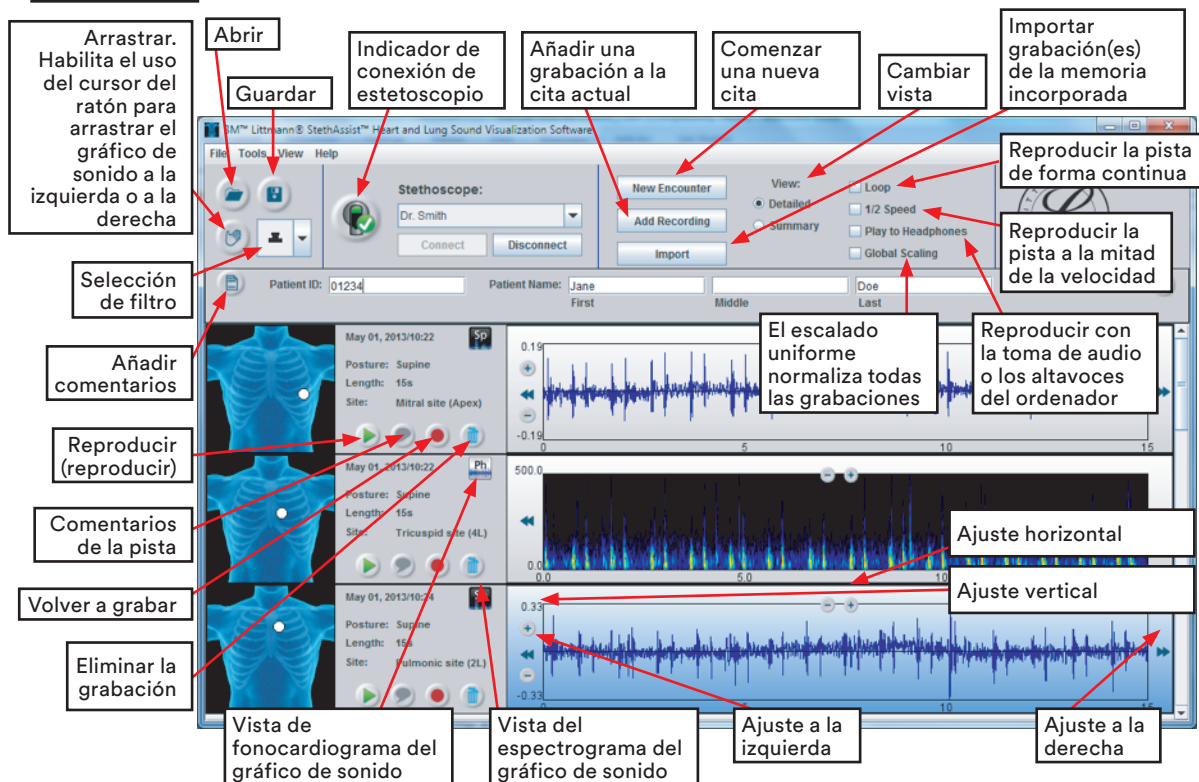 Arrastrar.
Habilita el uso
del cursor del
ratón para
arrastrar el
gráfico de
sonido a la
izquierda o a la
derecha
Abrir
Guardar
Indicador de
conexión de
estetoscopio
Añadir una
grabación a la
cita actual
Comenzar
una nueva
cita
Cambiar
vista
Importar
grabación(es)
de la memoria
incorporada
3M™ Littmann® StethAssist™ Heart and Lung Sound Visualization Software
File Tools View Help
Stethoscope:
Dr. Smith
Connect
Disconnect
New Encounter
Add Recording
Import
View:
Detailed
Summary
Loop
1/2 Speed
Play to Headphones
Global Scaling
Reproducir la pista
de forma continua
Reproducir la
pista a la mitad
de la velocidad
Selección
de filtro
Patient ID: 01234
Patient Name: Jane Doe
First Middle Last
Añadir
comentarios
El escalado
uniforme
normaliza todas
las grabaciones
Reproducir con
la toma de audio
o los altavoces
del ordenador
May 01, 2013/10:22 Sp
Posture: Supine
Length: 15s
Site: Mitral site (Apex)
0.19
-0.19
5 10 15
Reproducir
(reproducir)
May 01, 2013/10:22 Ph
Posture: Supine
Length: 15s
Site: Tricuspid site (4L)
500.0
0.0
0.0 5.0 10
Comentarios
de la pista
Ajuste horizontal
Ajuste vertical
Volver a grabar
May 01, 2013/10:24 Sp
Posture: Supine
Length: 15s
Site: Pulmonic site (2L)
0.33
-0.33
5 10 15
Eliminar la
grabación
Vista de
fonocardiograma del
gráfico de sonido
Vista del
espectrograma del
gráfico de sonido
Ajuste a la
izquierda
Ajuste a la
derecha